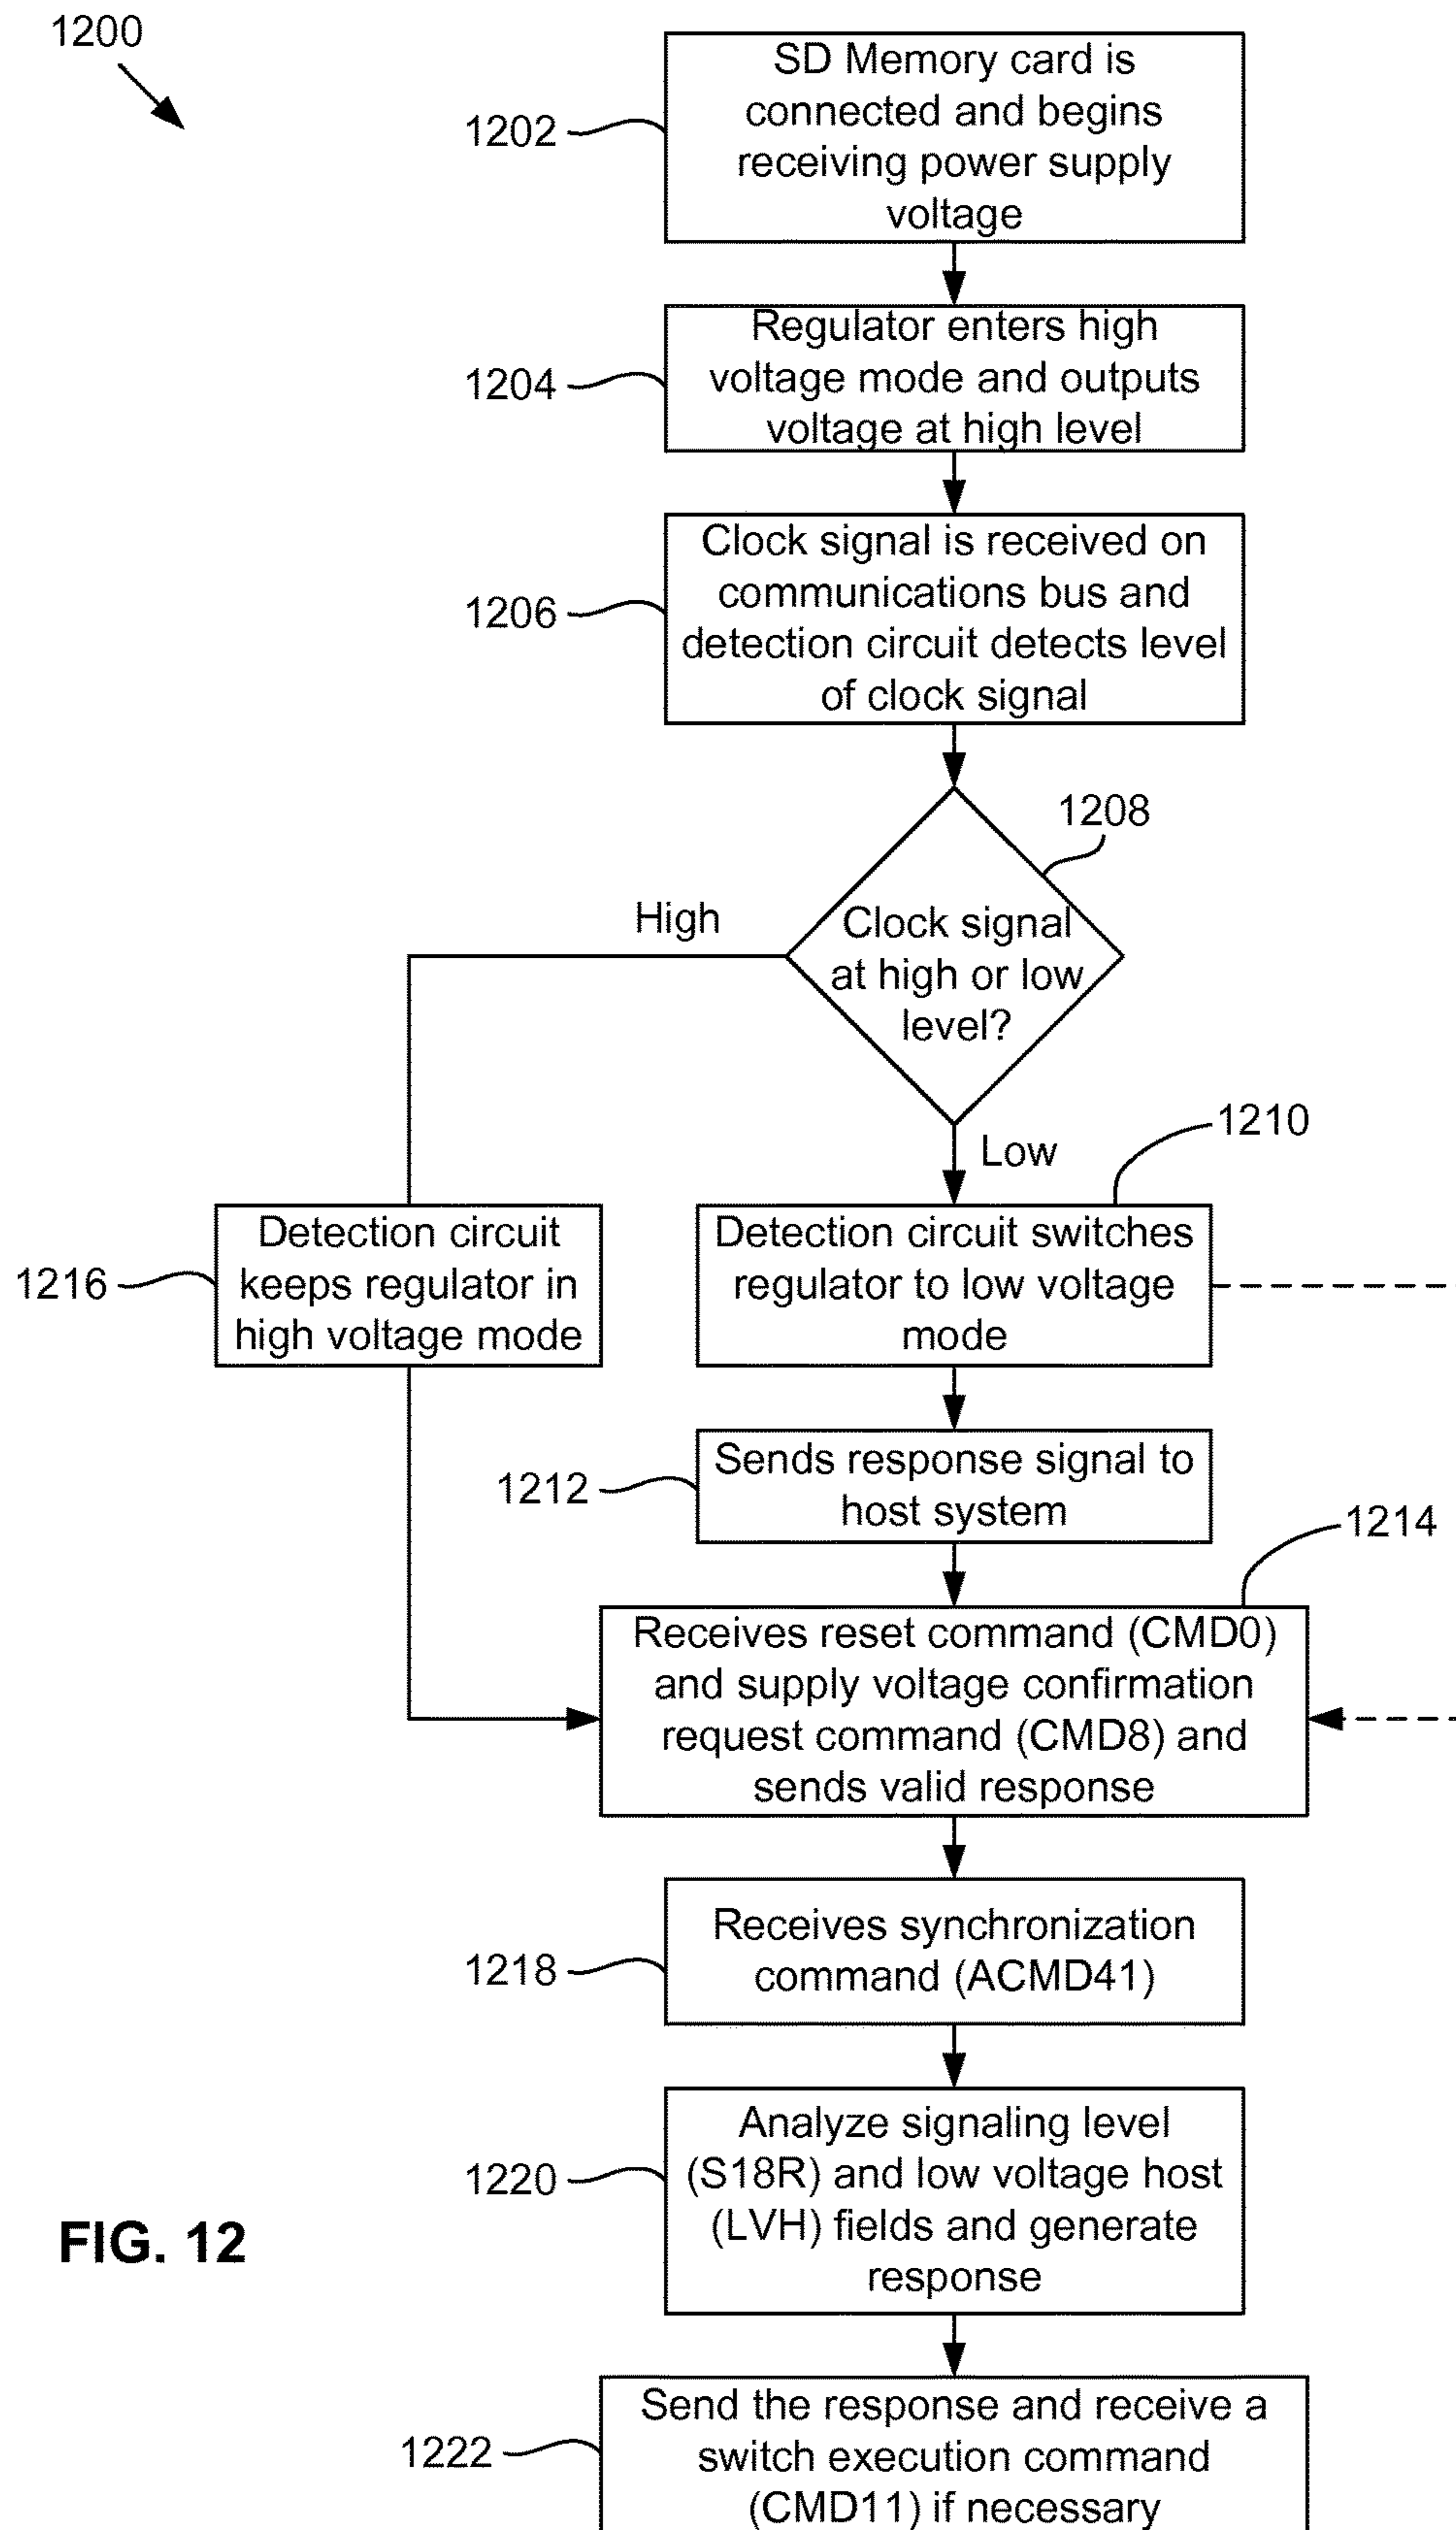 1200
SD Memory card is
connected and begins
receiving power supply
voltage
1202
Regulator enters high
voltage mode and outputs
voltage at high level
1204
Clock signal is received on
communications bus and
detection circuit detects level
of clock signal
1206
1208
Clock signal
at high or low
level?
High
Low
1210
Detection circuit
keeps regulator in
high voltage mode
1216
Detection circuit switches
regulator to low voltage
mode
Sends response signal to
host system
1212
1214
Receives reset command (CMD0)
and supply voltage confirmation
request command (CMD8) and
sends valid response
Receives synchronization
command (ACMD41)
1218
Analyze signaling level
(S18R) and low voltage host
(LVH) fields and generate
response
1220
FIG. 12
Send the response and receive a
switch execution command
(CMD11) if necessary
1222